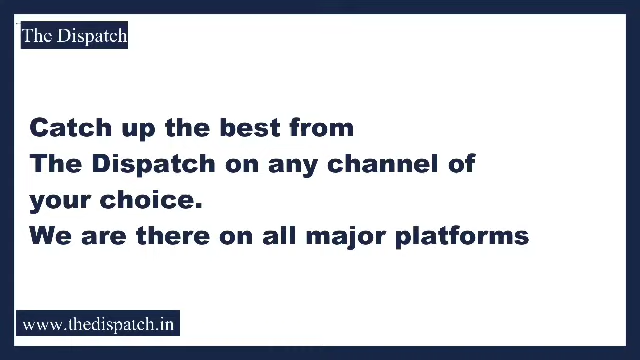 The Dispatch
Catch up the best from
The Dispatch on any channel of
your choice.
We are there on all major platforms
www.thedispatch.in